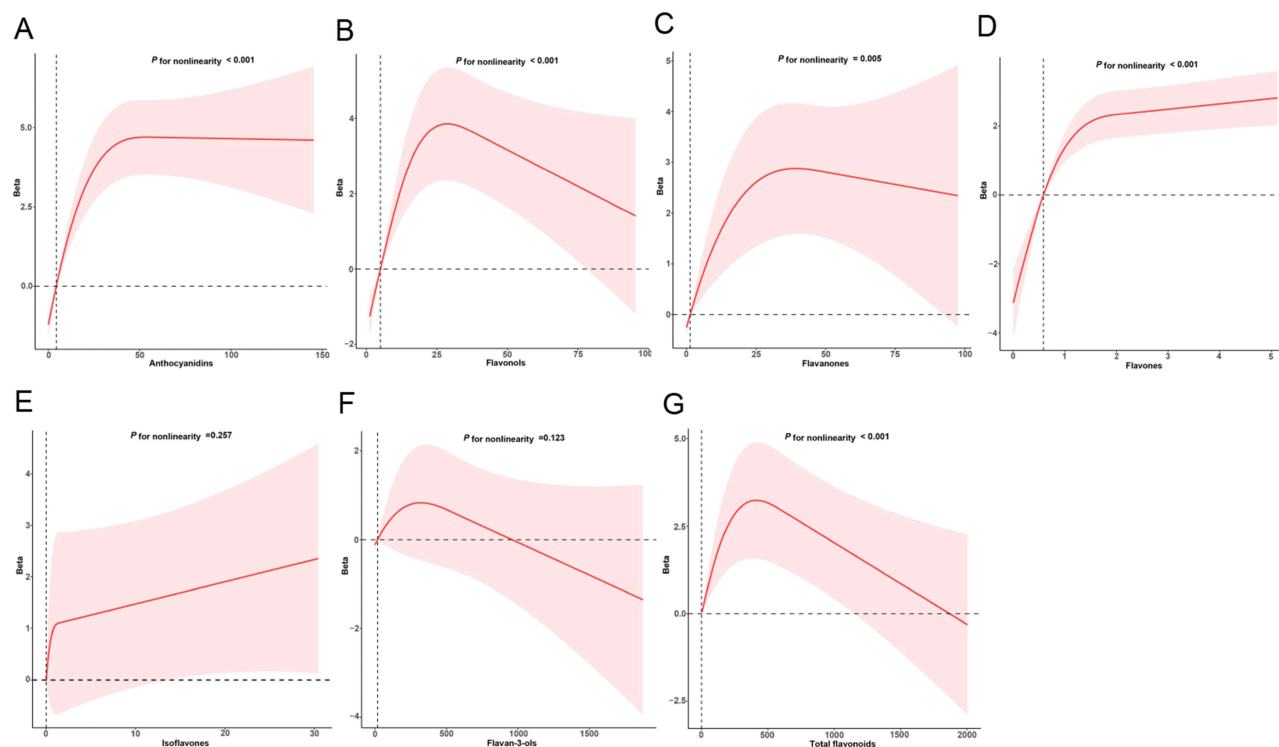 A
P for nonlinearity < 0.001
5.0
2.5
0.0
Beta
0
50
100
150
Anthocyanidins
B
P for nonlinearity < 0.001
4
2
0
−2
Beta
0
25
50
75
100
Flavonols
C
P for nonlinearity = 0.005
5
4
3
2
1
0
Beta
0
25
50
75
100
Flavanones
D
P for nonlinearity < 0.001
2
0
−2
−4
Beta
0
1
2
3
4
5
Flavones
E
P for nonlinearity =0.257
4
3
2
1
0
Beta
0
10
20
30
Isoflavones
F
P for nonlinearity =0.123
2
0
−2
−4
Beta
0
500
1000
1500
Flavan-3-ols
G
P for nonlinearity < 0.001
5.0
2.5
0.0
−2.5
Beta
0
500
1000
1500
2000
Total flavonoids